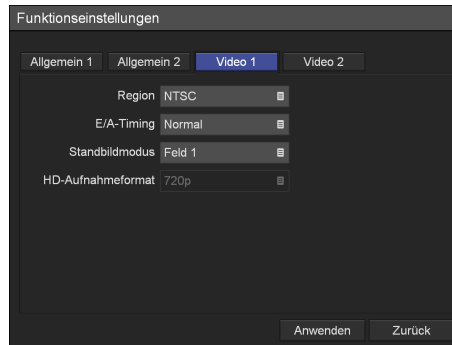 Funktionseinstellungen
Allgemein 1 Allgemein 2 Video 1 Video 2
Region NTSC
E/A-Timing Normal
Standbildmodus Feld 1
HD-Aufnahmeformat 720p
Anwenden Zurück